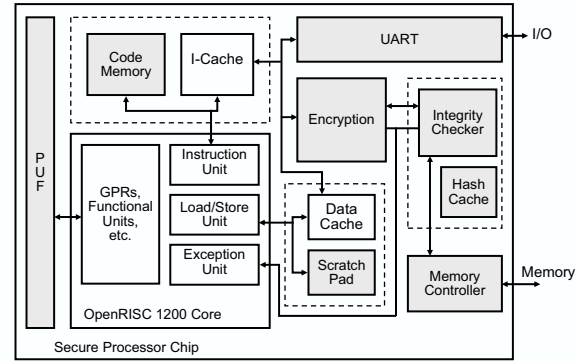 P
U
F
Code
Memory
I-Cache
UART
I/O
Encryption
Integrity
Checker
Hash
Cache
GPRs,
Functional
Units,
etc.
Instruction
Unit
Load/Store
Unit
Exception
Unit
Data
Cache
Scratch
Pad
Memory
Controller
Memory
OpenRISC 1200 Core
Secure Processor Chip